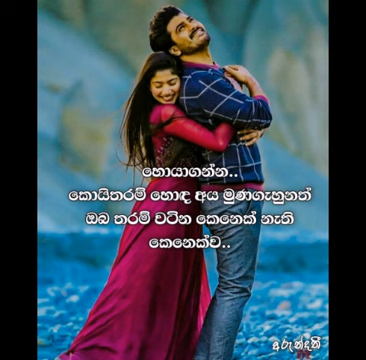 හොයාගන්න..
කොයිතරම් හොඳ අය මුණගැහුනත්
ඔබ තරම් වටින කෙනෙක් නැති
කෙනෙක්ව..
අරුන්දතී